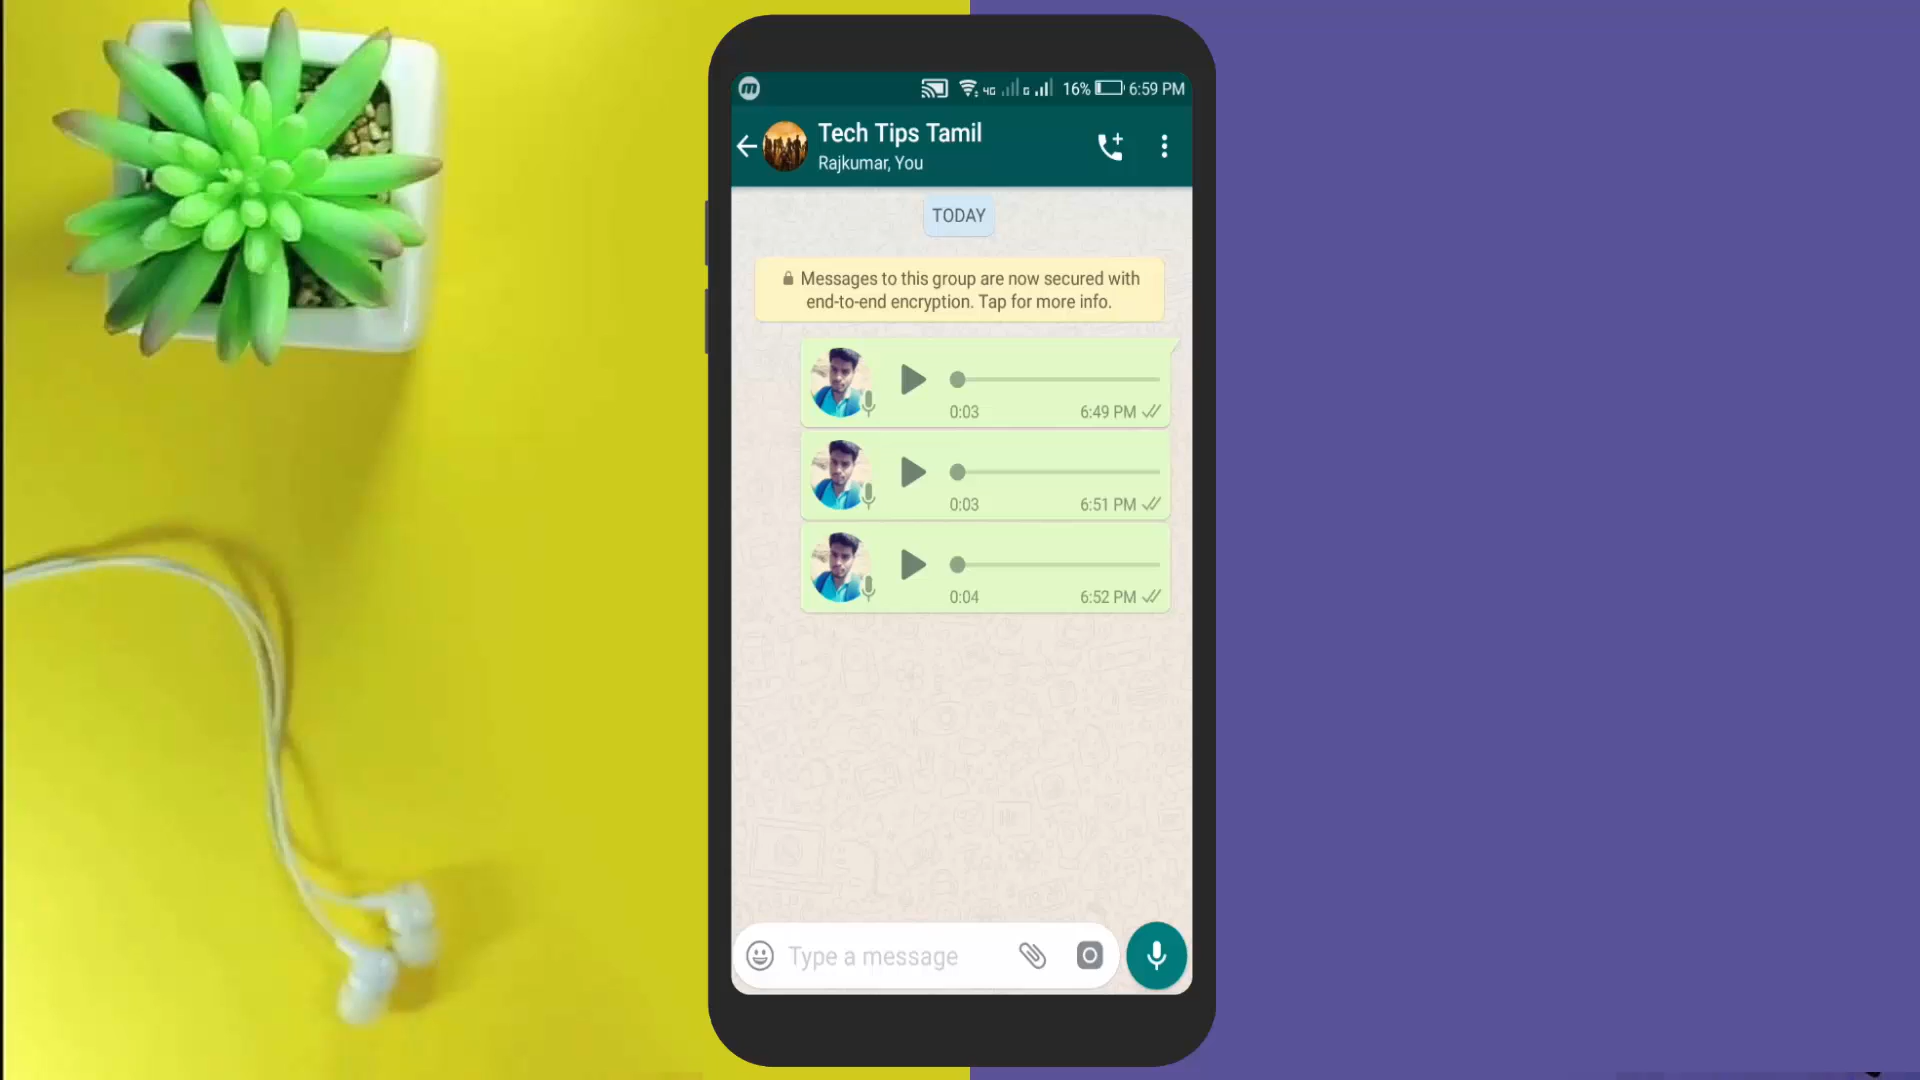 4G G 16% 6:59 PM
Tech Tips Tamil
Rajkumar, You
TODAY
Messages to this group are now secured with
end-to-end encryption. Tap for more info.
0:03 6:49 PM
0:03 6:51 PM
0:04 6:52 PM
Type a message